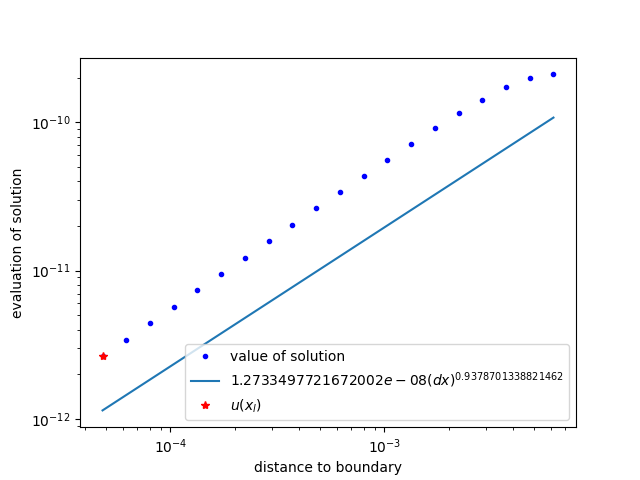 10⁻¹⁰
10⁻¹¹
10⁻¹²
evaluation of solution
value of solution
1.2733497721672002e − 08(dx)^0.9378701338821462
u(x_l)
10⁻⁴ 10⁻³
distance to boundary